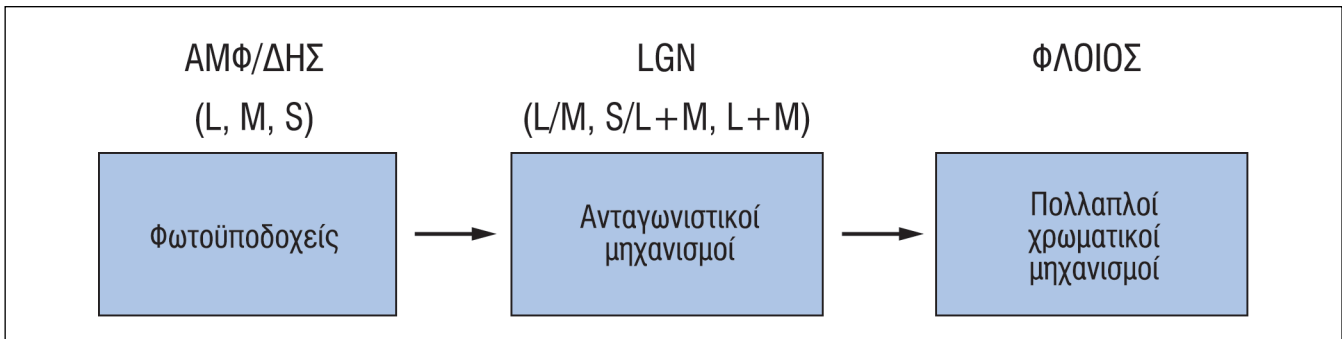 ΑΜΦ/ΔΗΣ
(L, M, S)
Φωτοϋποδοχείς
LGN
(L/M, S/L+M, L+M)
Ανταγωνιστικοί
μηχανισμοί
ΦΛΟΙΟΣ
Πολλαπλοί
χρωματικοί
μηχανισμοί